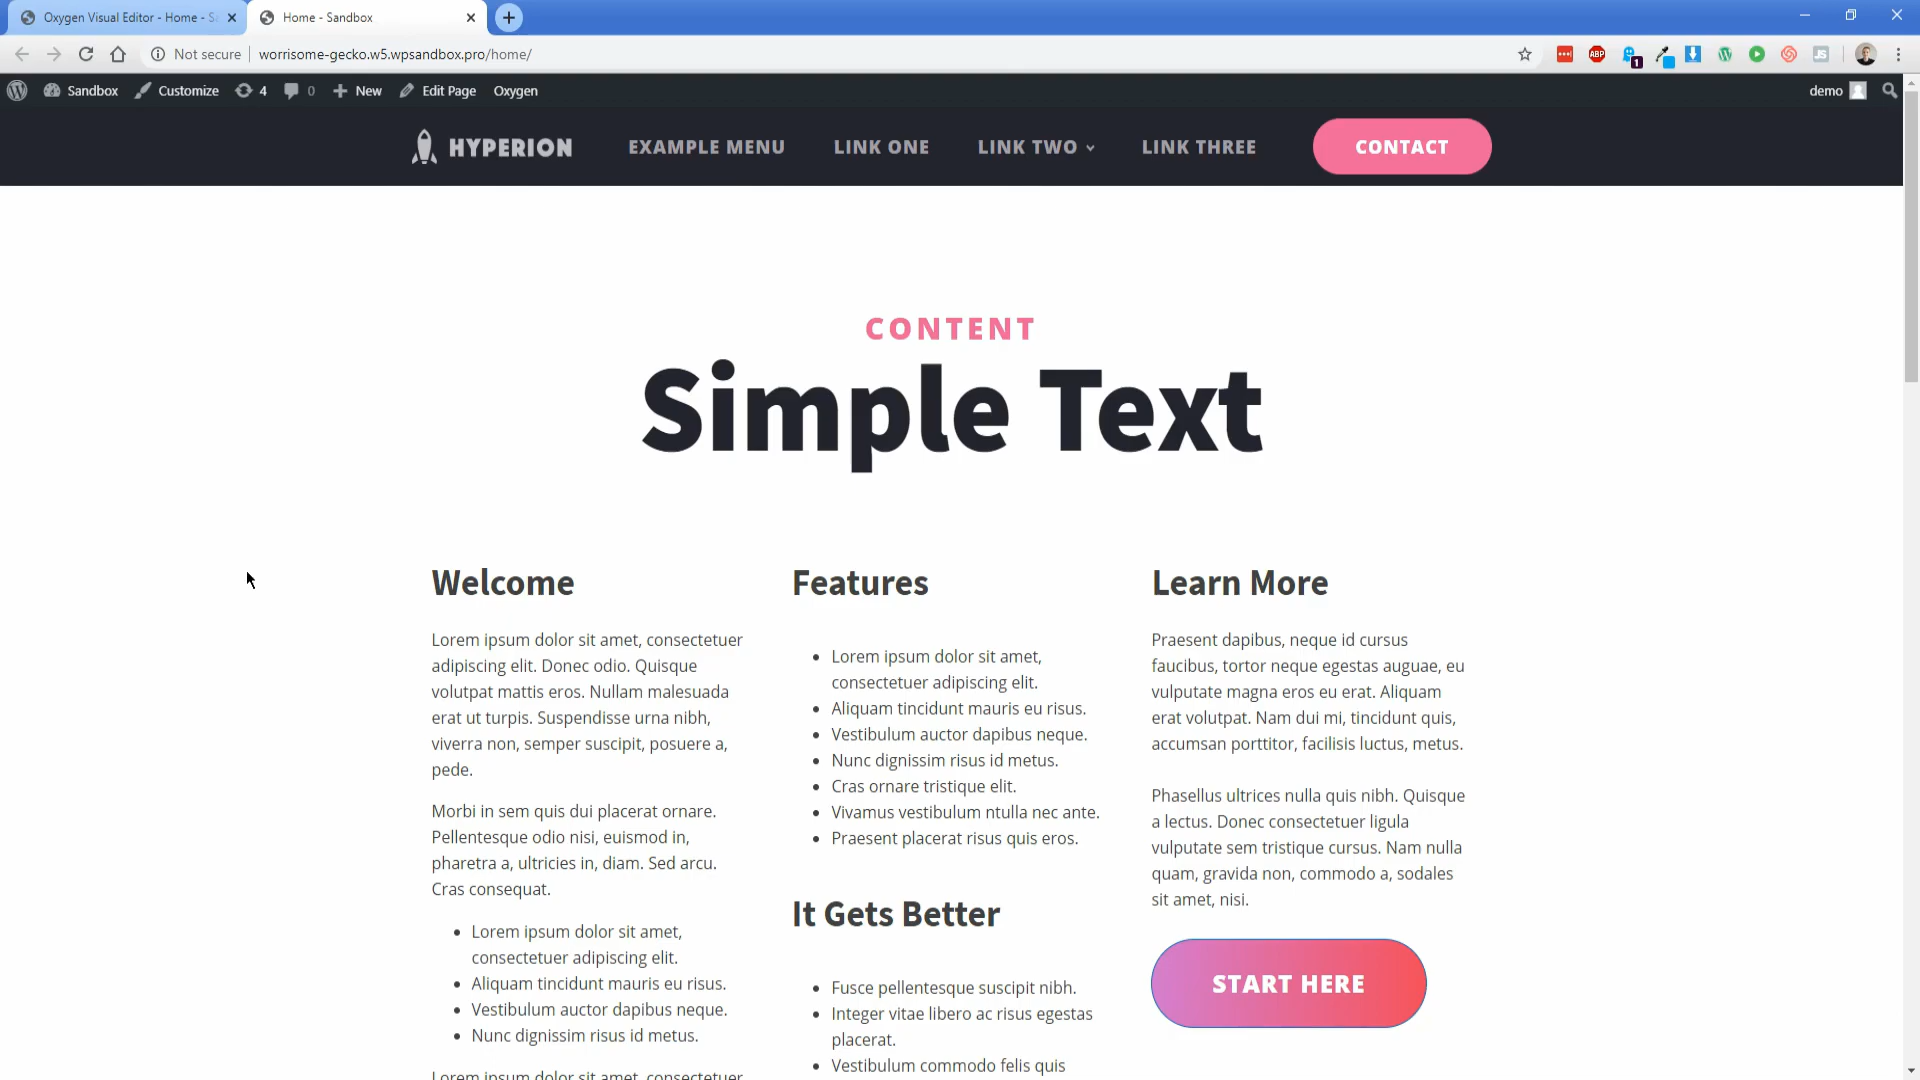 Oxygen Visual Editor - Home - S
Home - Sandbox
Not secure
worrisome-gecko.w5.wpsandbox.pro/home/
ABP
1
JS
Sandbox
Customize
4
0
New
Edit Page
Oxygen
demo
HYPERION
EXAMPLE MENU
LINK ONE
LINK TWO
LINK THREE
CONTACT
CONTENT
Simple Text
Welcome
Lorem ipsum dolor sit amet, consectetuer
adipiscing elit. Donec odio. Quisque
volutpat mattis eros. Nullam malesuada
erat ut turpis. Suspendisse urna nibh,
viverra non, semper suscipit, posuere a,
pede.
Morbi in sem quis dui placerat ornare.
Pellentesque odio nisi, euismod in,
pharetra a, ultricies in, diam. Sed arcu.
Cras consequat.
• Lorem ipsum dolor sit amet,
consectetuer adipiscing elit.
• Aliquam tincidunt mauris eu risus.
• Vestibulum auctor dapibus neque.
• Nunc dignissim risus id metus.
Lorem ipsum dolor sit amet, consectetuer
Features
• Lorem ipsum dolor sit amet,
consectetuer adipiscing elit.
• Aliquam tincidunt mauris eu risus.
• Vestibulum auctor dapibus neque.
• Nunc dignissim risus id metus.
• Cras ornare tristique elit.
• Vivamus vestibulum ntulla nec ante.
• Praesent placerat risus quis eros.
It Gets Better
• Fusce pellentesque suscipit nibh.
• Integer vitae libero ac risus egestas
placerat.
• Vestibulum commodo felis quis
Learn More
Praesent dapibus, neque id cursus
faucibus, tortor neque egestas auguae, eu
vulputate magna eros eu erat. Aliquam
erat volutpat. Nam dui mi, tincidunt quis,
accumsan porttitor, facilisis luctus, metus.
Phasellus ultrices nulla quis nibh. Quisque
a lectus. Donec consectetuer ligula
vulputate sem tristique cursus. Nam nulla
quam, gravida non, commodo a, sodales
sit amet, nisi.
START HERE